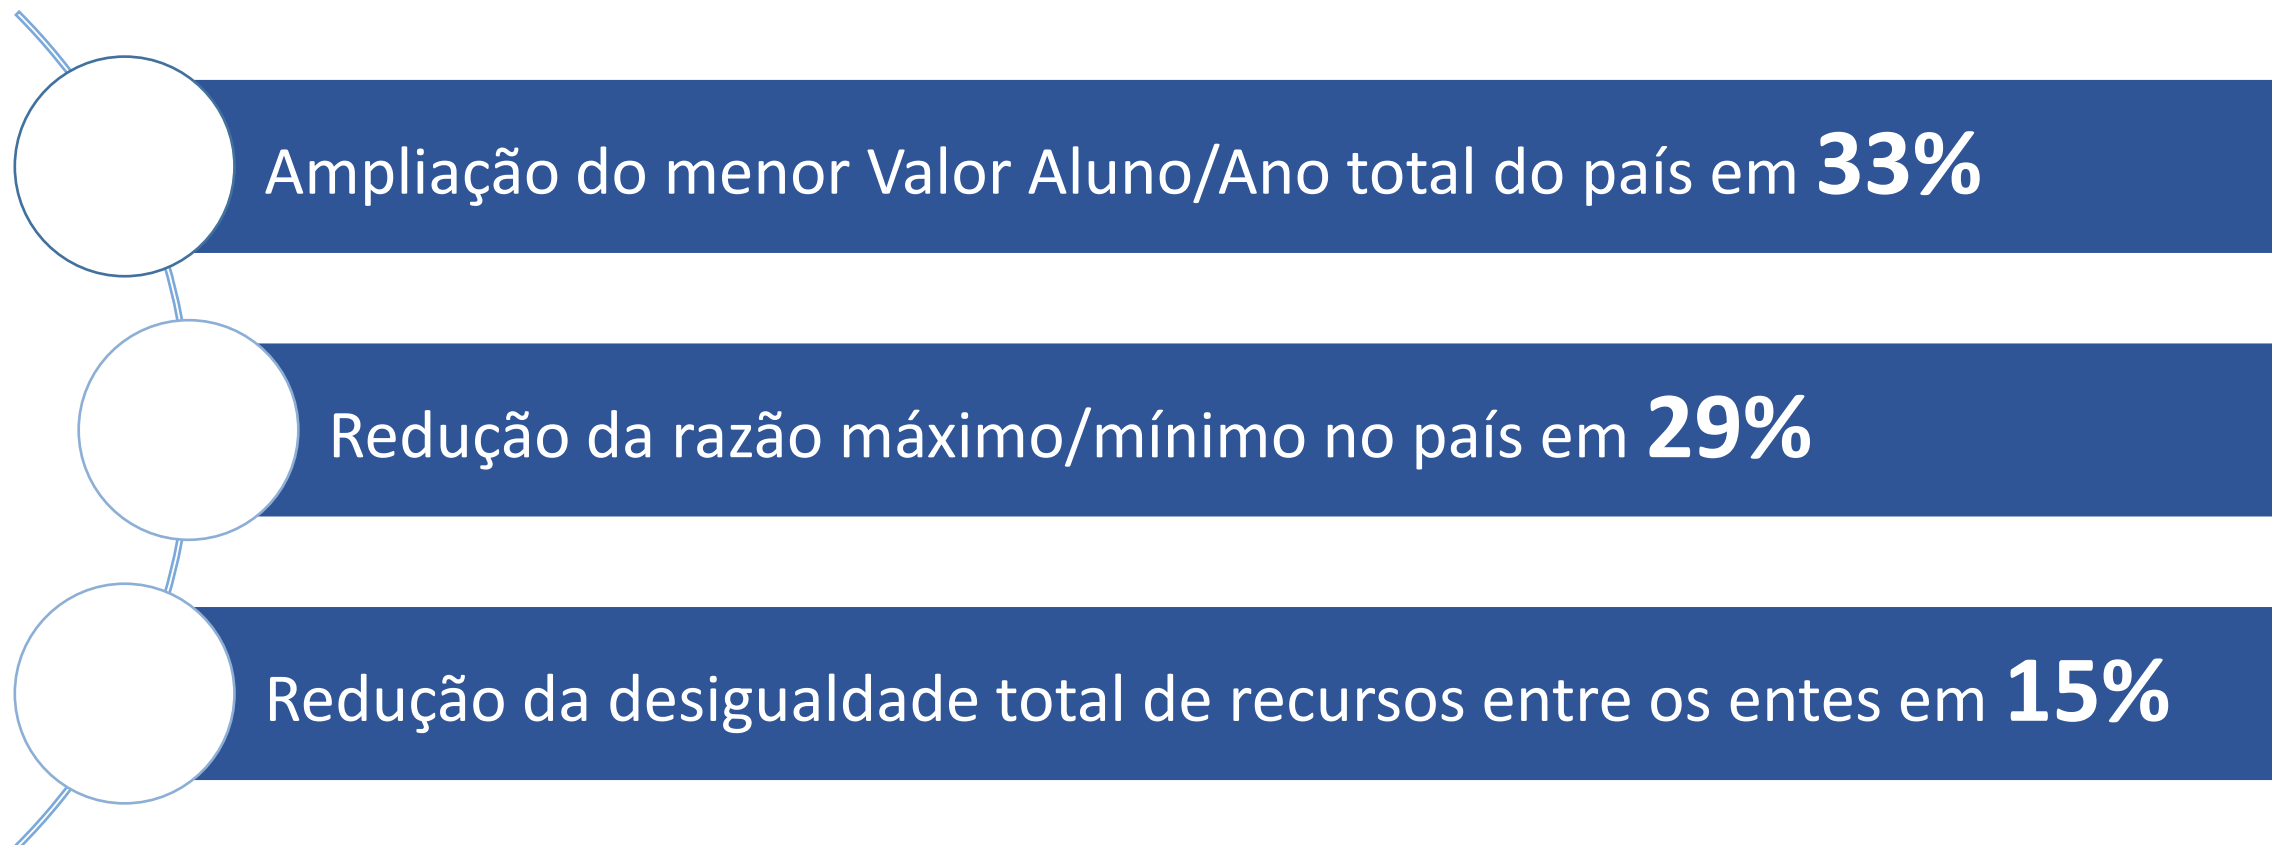 Ampliação do menor Valor Aluno/Ano total do país em 33%
Redução da razão máximo/mínimo no país em 29%
Redução da desigualdade total de recursos entre os entes em 15%